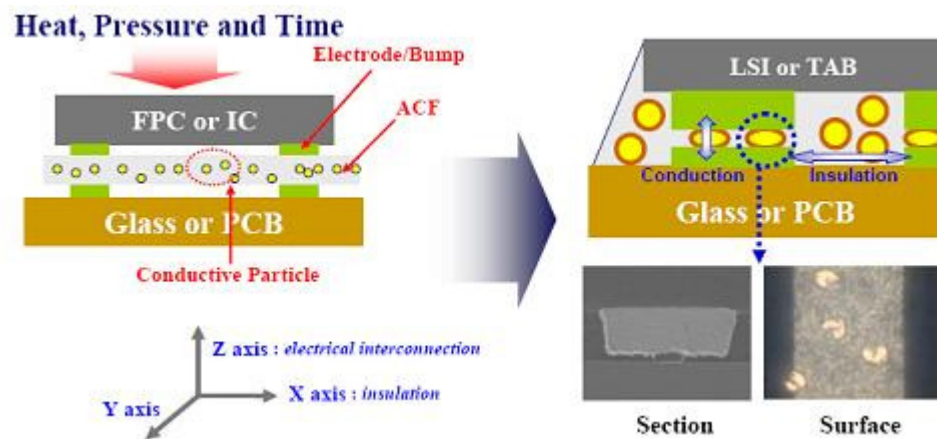 Heat, Pressure and Time
Electrode/Bump
FPC or IC
ACF
Glass or PCB
Conductive Particle
Z axis : electrical interconnection
X axis : insulation
Y axis
LSI or TAB
Conduction
Insulation
Glass or PCB
Section
Surface